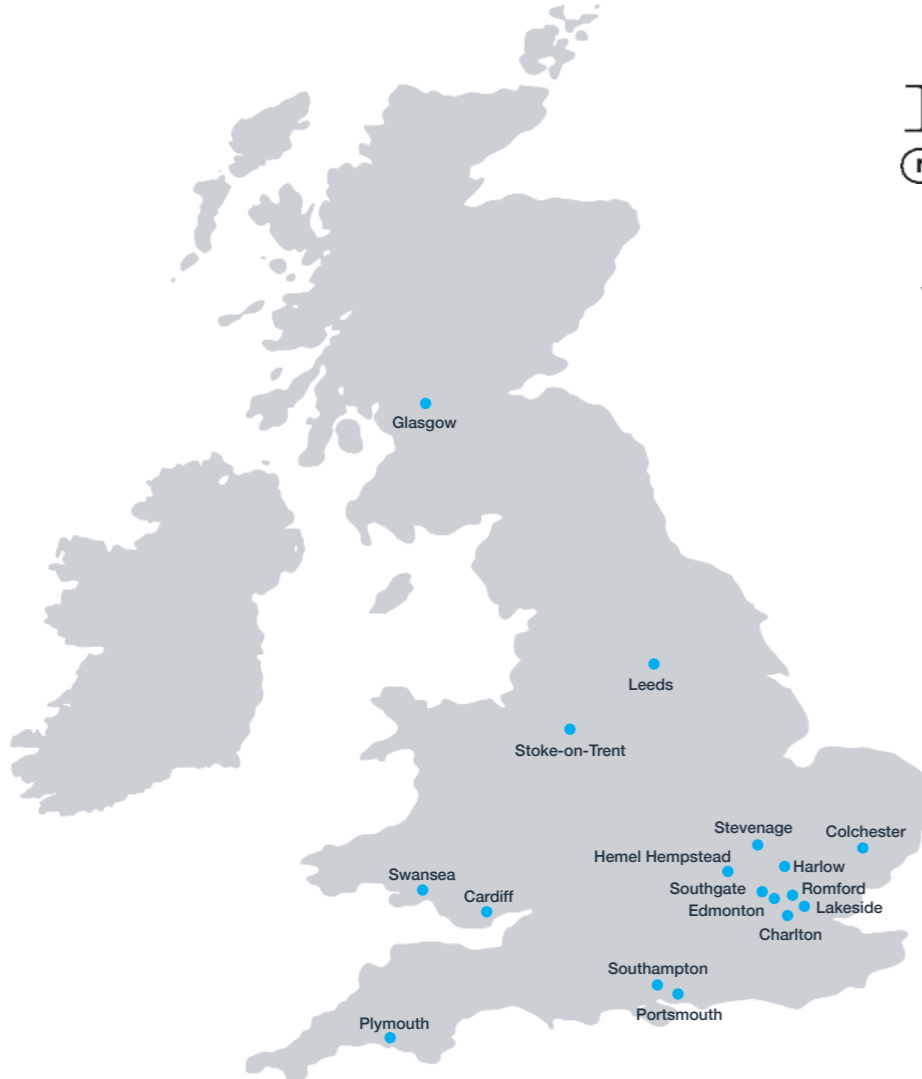 Glasgow
Leeds
Stoke-on-Trent
Stevenage
Colchester
Hemel Hempstead
Harlow
Swansea
Southgate
Romford
Cardiff
Edmonton
Lakeside
Charlton
Southampton
Portsmouth
Plymouth